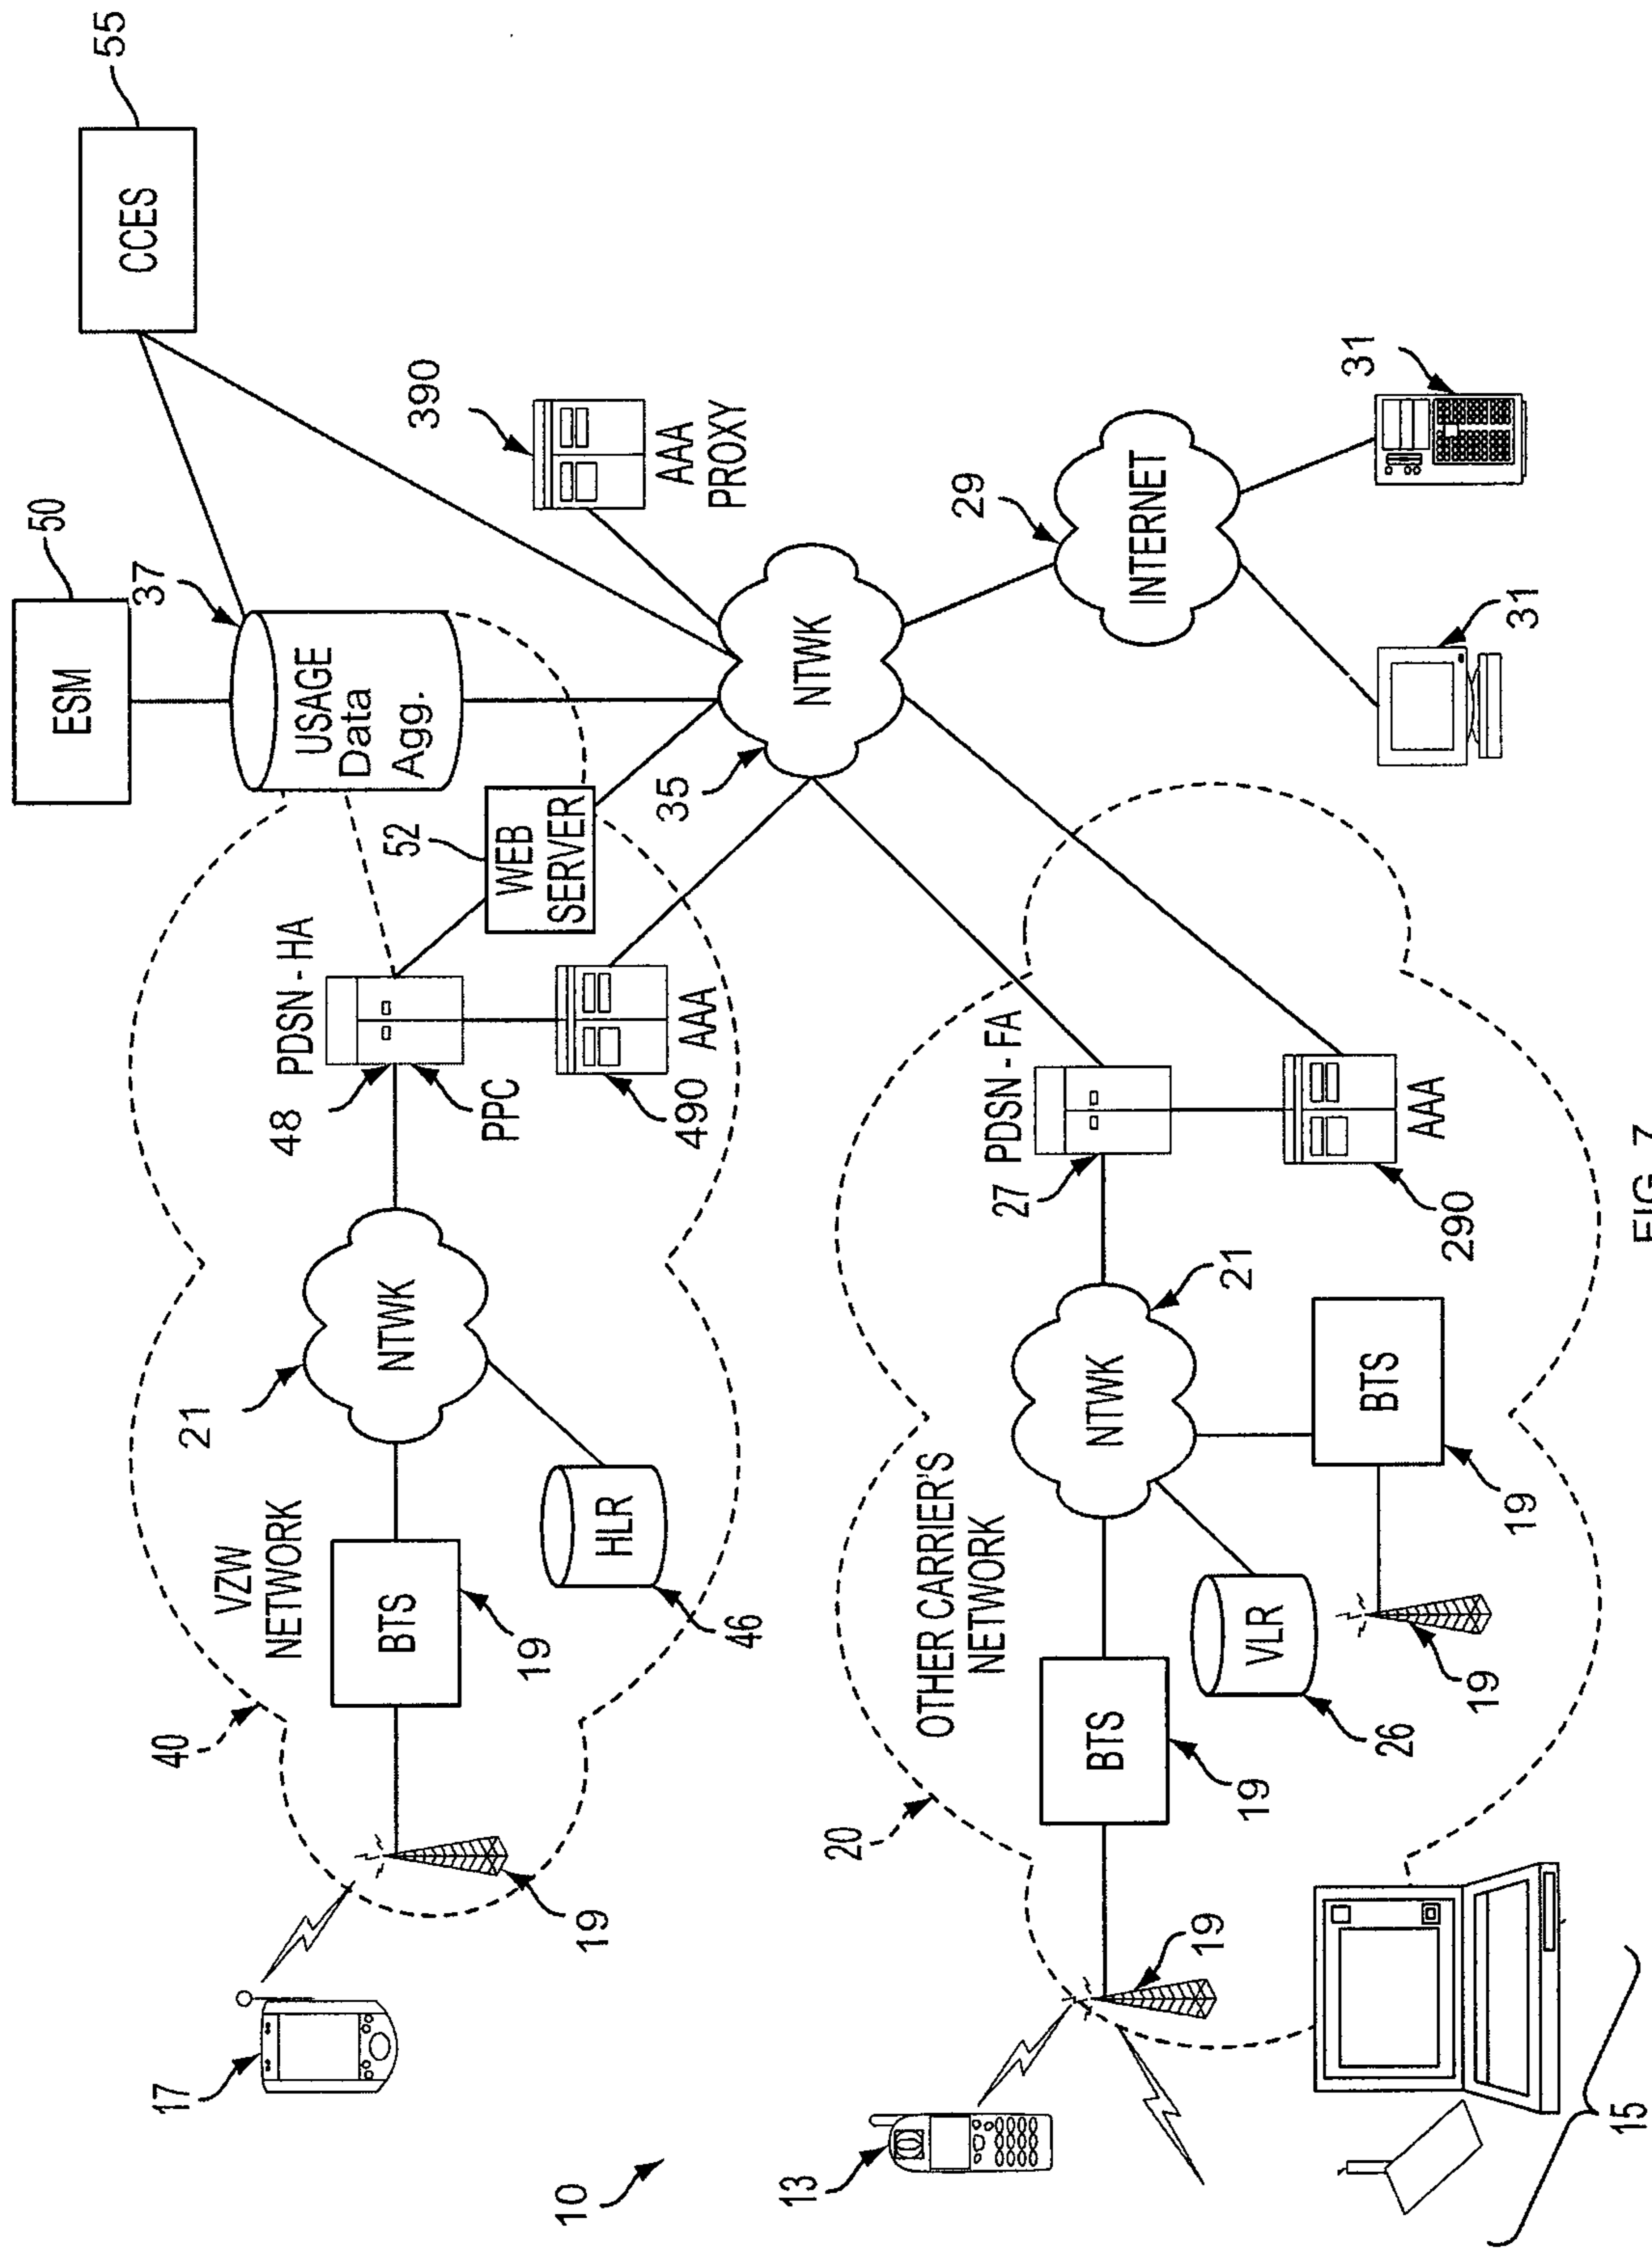 55
CCES
50
ESM
37
USAGE
Data
Agg.
390
AAA
PROXY
52
WEB
SERVER
35
NTWK
29
INTERNET
31
31
PDSN - HA
48
PPC
490
AAA
21
NTWK
VZW
NETWORK
BTS
19
HLR
46
40
19
17
PDSN - FA
27
290
AAA
21
NTWK
BTS
19
OTHER CARRIER'S
NETWORK
BTS
19
VLR
26
19
20
19
13
15
10
FIG. 7